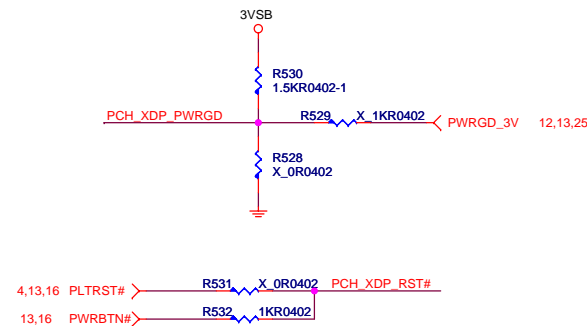 3VSB
R530
1.5KR0402-1
PCH_XDP_PWRGD
R529 X_1KR0402
PWRGD_3V 12,13,25
R528
X_0R0402
4,13,16 PLTRST# R531 X_0R0402 PCH_XDP_RST#
13,16 PWRBTN# R532 1KR0402